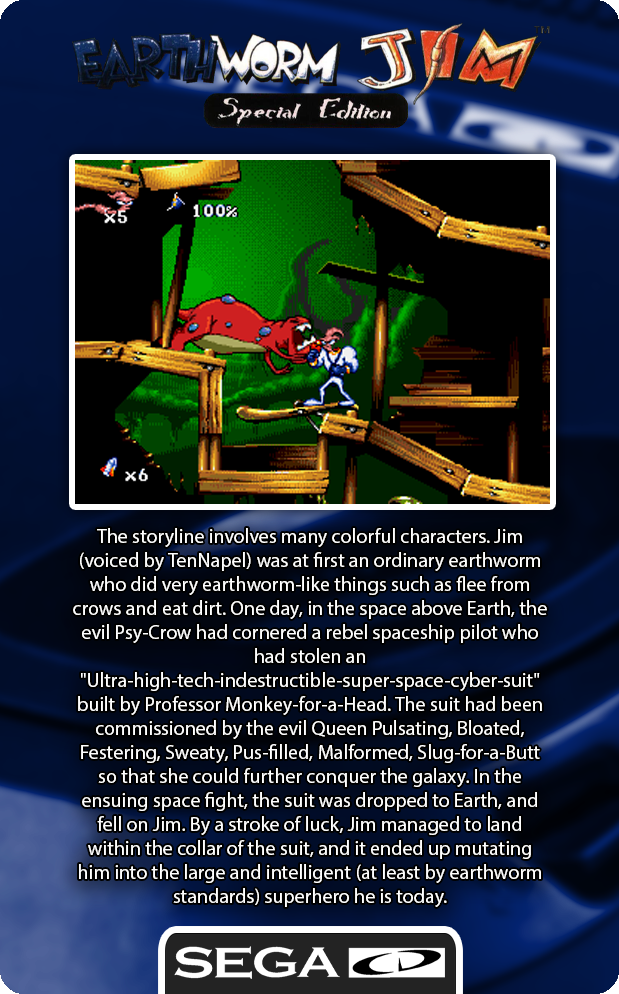 EARTHWORM JIM™
Special Edition
x5
100%
x6
The storyline involves many colorful characters. Jim
(voiced by TenNapel) was at first an ordinary earthworm
who did very earthworm-like things such as flee from
crows and eat dirt. One day, in the space above Earth, the
evil Psy-Crow had cornered a rebel spaceship pilot who
had stolen an
"Ultra-high-tech-indestructible-super-space-cyber-suit"
built by Professor Monkey-for-a-Head. The suit had been
commissioned by the evil Queen Pulsating, Bloated,
Festering, Sweaty, Pus-filled, Malformed, Slug-for-a-Butt
so that she could further conquer the galaxy. In the
ensuing space fight, the suit was dropped to Earth, and
fell on Jim. By a stroke of luck, Jim managed to land
within the collar of the suit, and it ended up mutating
him into the large and intelligent (at least by earthworm
standards) superhero he is today.
SEGA CD